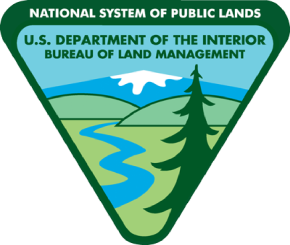 NATIONAL SYSTEM OF PUBLIC LANDS
U.S. DEPARTMENT OF THE INTERIOR
BUREAU OF LAND MANAGEMENT